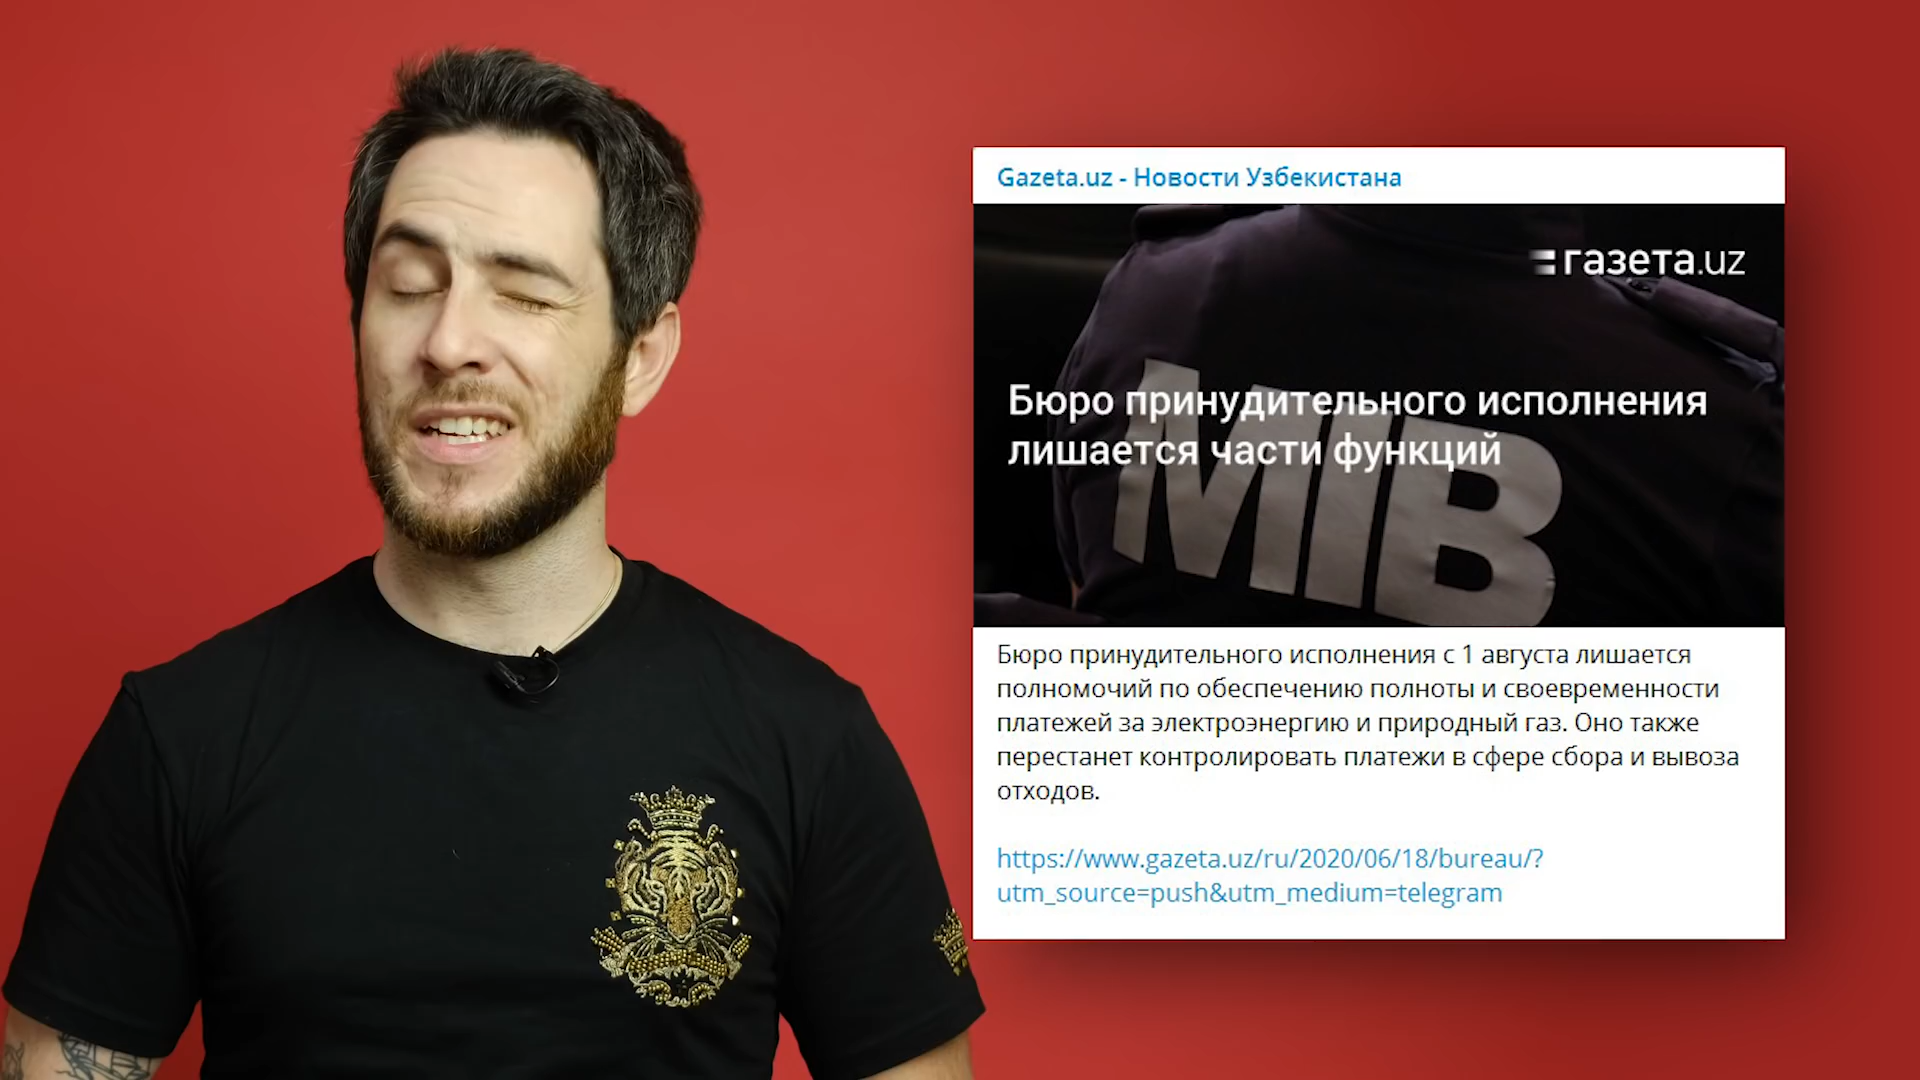 Gazeta.uz - Новости Узбекистана
газета.uz
Бюро принудительного исполнения
лишается части функций
MIB
Бюро принудительного исполнения с 1 августа лишается
полномочий по обеспечению полноты и своевременности
платежей за электроэнергию и природный газ. Оно также
перестанет контролировать платежи в сфере сбора и вывоза
отходов.
https://www.gazeta.uz/ru/2020/06/18/bureau/?
utm_source=push&utm_medium=telegram